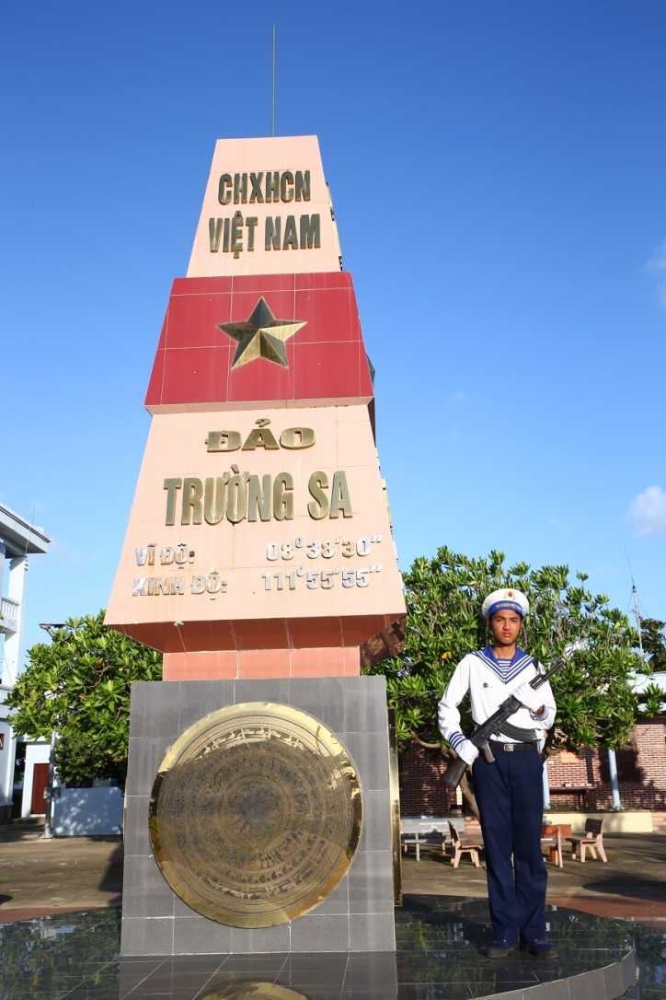 CHXHCN
VIỆT NAM
ĐẢO
TRƯỜNG SA
VĨ ĐỘ: 08° 38' 30"
KINH ĐỘ: 111° 55' 55"